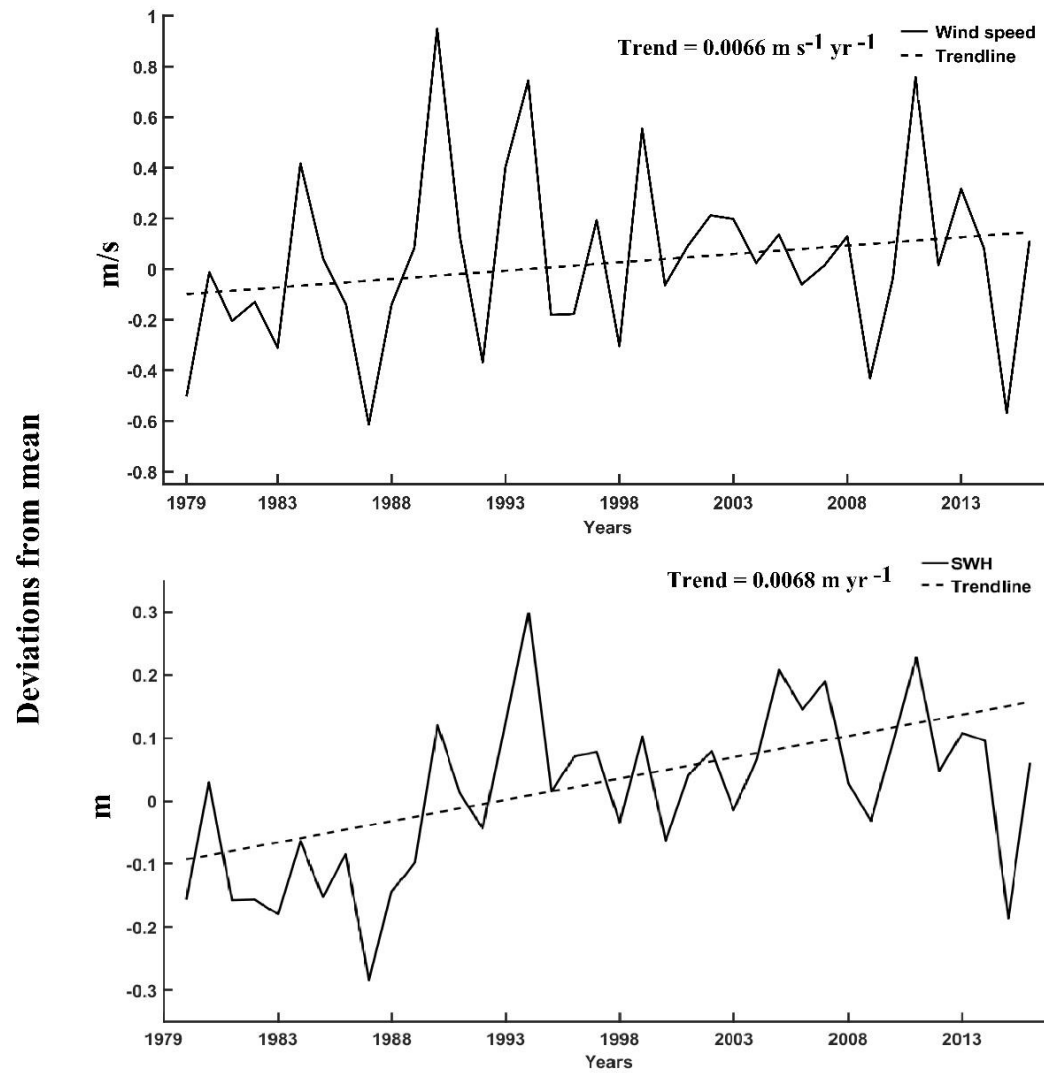 Deviations from mean
Trend = 0.0066 m s⁻¹ yr ⁻¹
Wind speed
Trendline
1
0.8
0.6
0.4
0.2
0
-0.2
-0.4
-0.6
-0.8
m/s
1979 1983 1988 1993 1998 2003 2008 2013
Years
Trend = 0.0068 m yr ⁻¹
SWH
Trendline
0.3
0.2
0.1
0
-0.1
-0.2
-0.3
m
1979 1983 1988 1993 1998 2003 2008 2013
Years